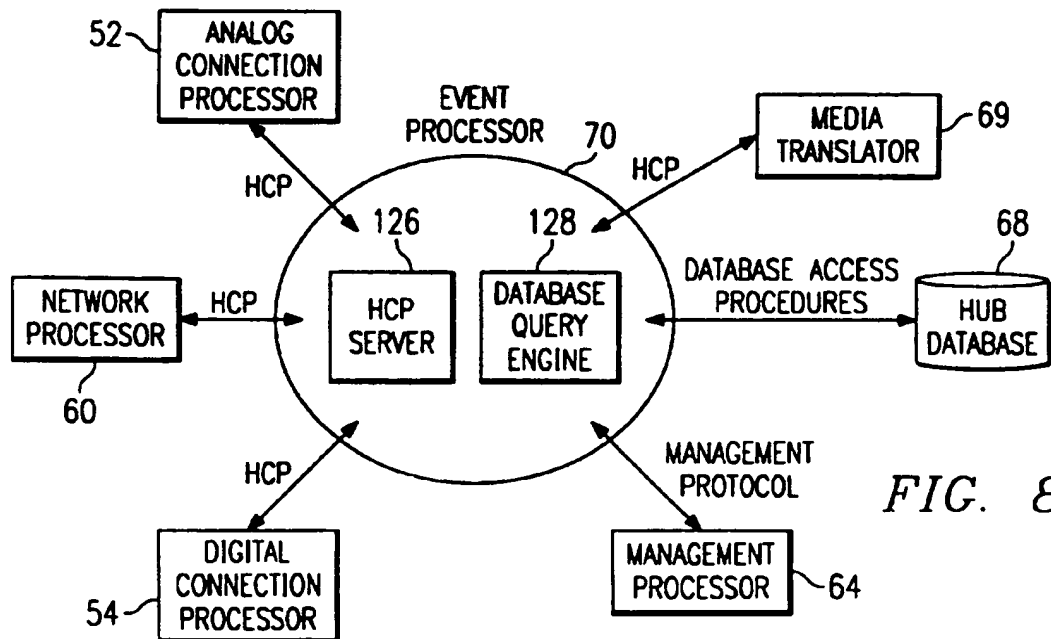 52
ANALOG
CONNECTION
PROCESSOR
EVENT
PROCESSOR
70
MEDIA
TRANSLATOR
69
HCP
HCP
126
128
68
NETWORK
PROCESSOR
60
HCP
HCP
SERVER
DATABASE
QUERY
ENGINE
DATABASE ACCESS
PROCEDURES
HUB
DATABASE
HCP
MANAGEMENT
PROTOCOL
DIGITAL
CONNECTION
PROCESSOR
54
MANAGEMENT
PROCESSOR
64
FIG. 8